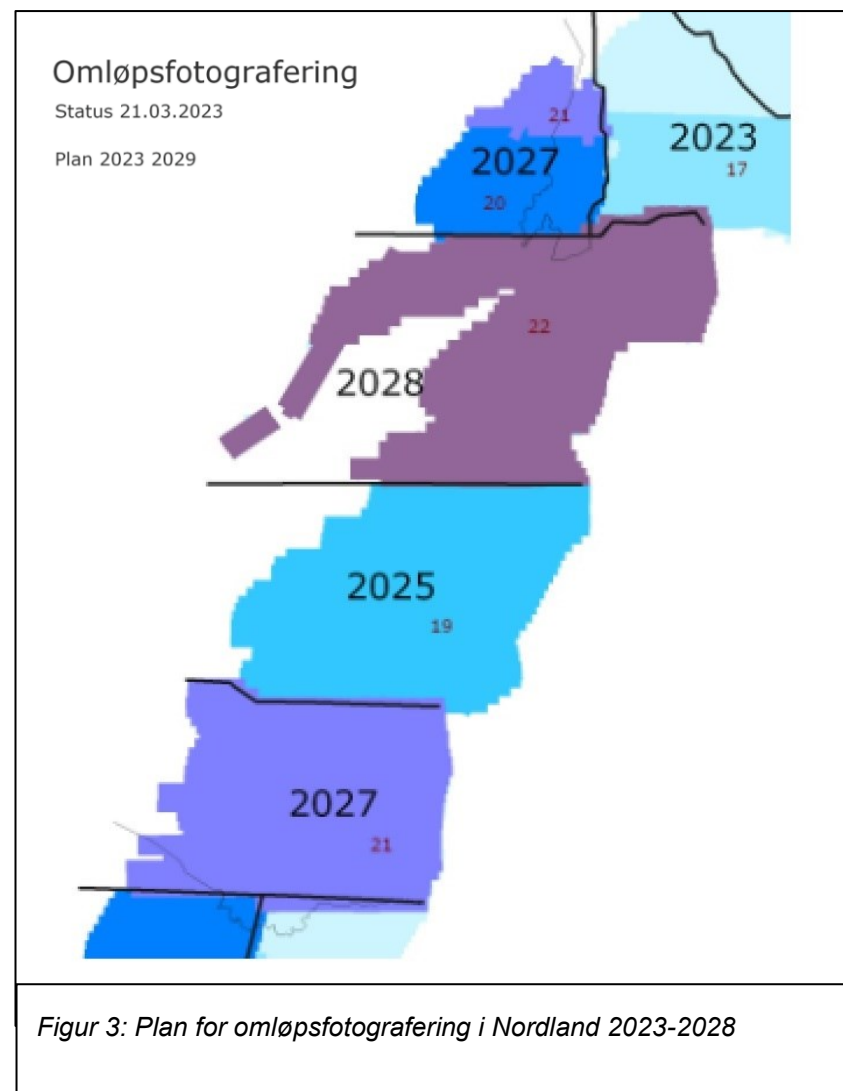 Omløpsfotografering
Status 21.03.2023
Plan 2023 2029
21
2023
2027
17
20
22
2028
2025
19
2027
21
Figur 3: Plan for omløpsfotografering i Nordland 2023-2028